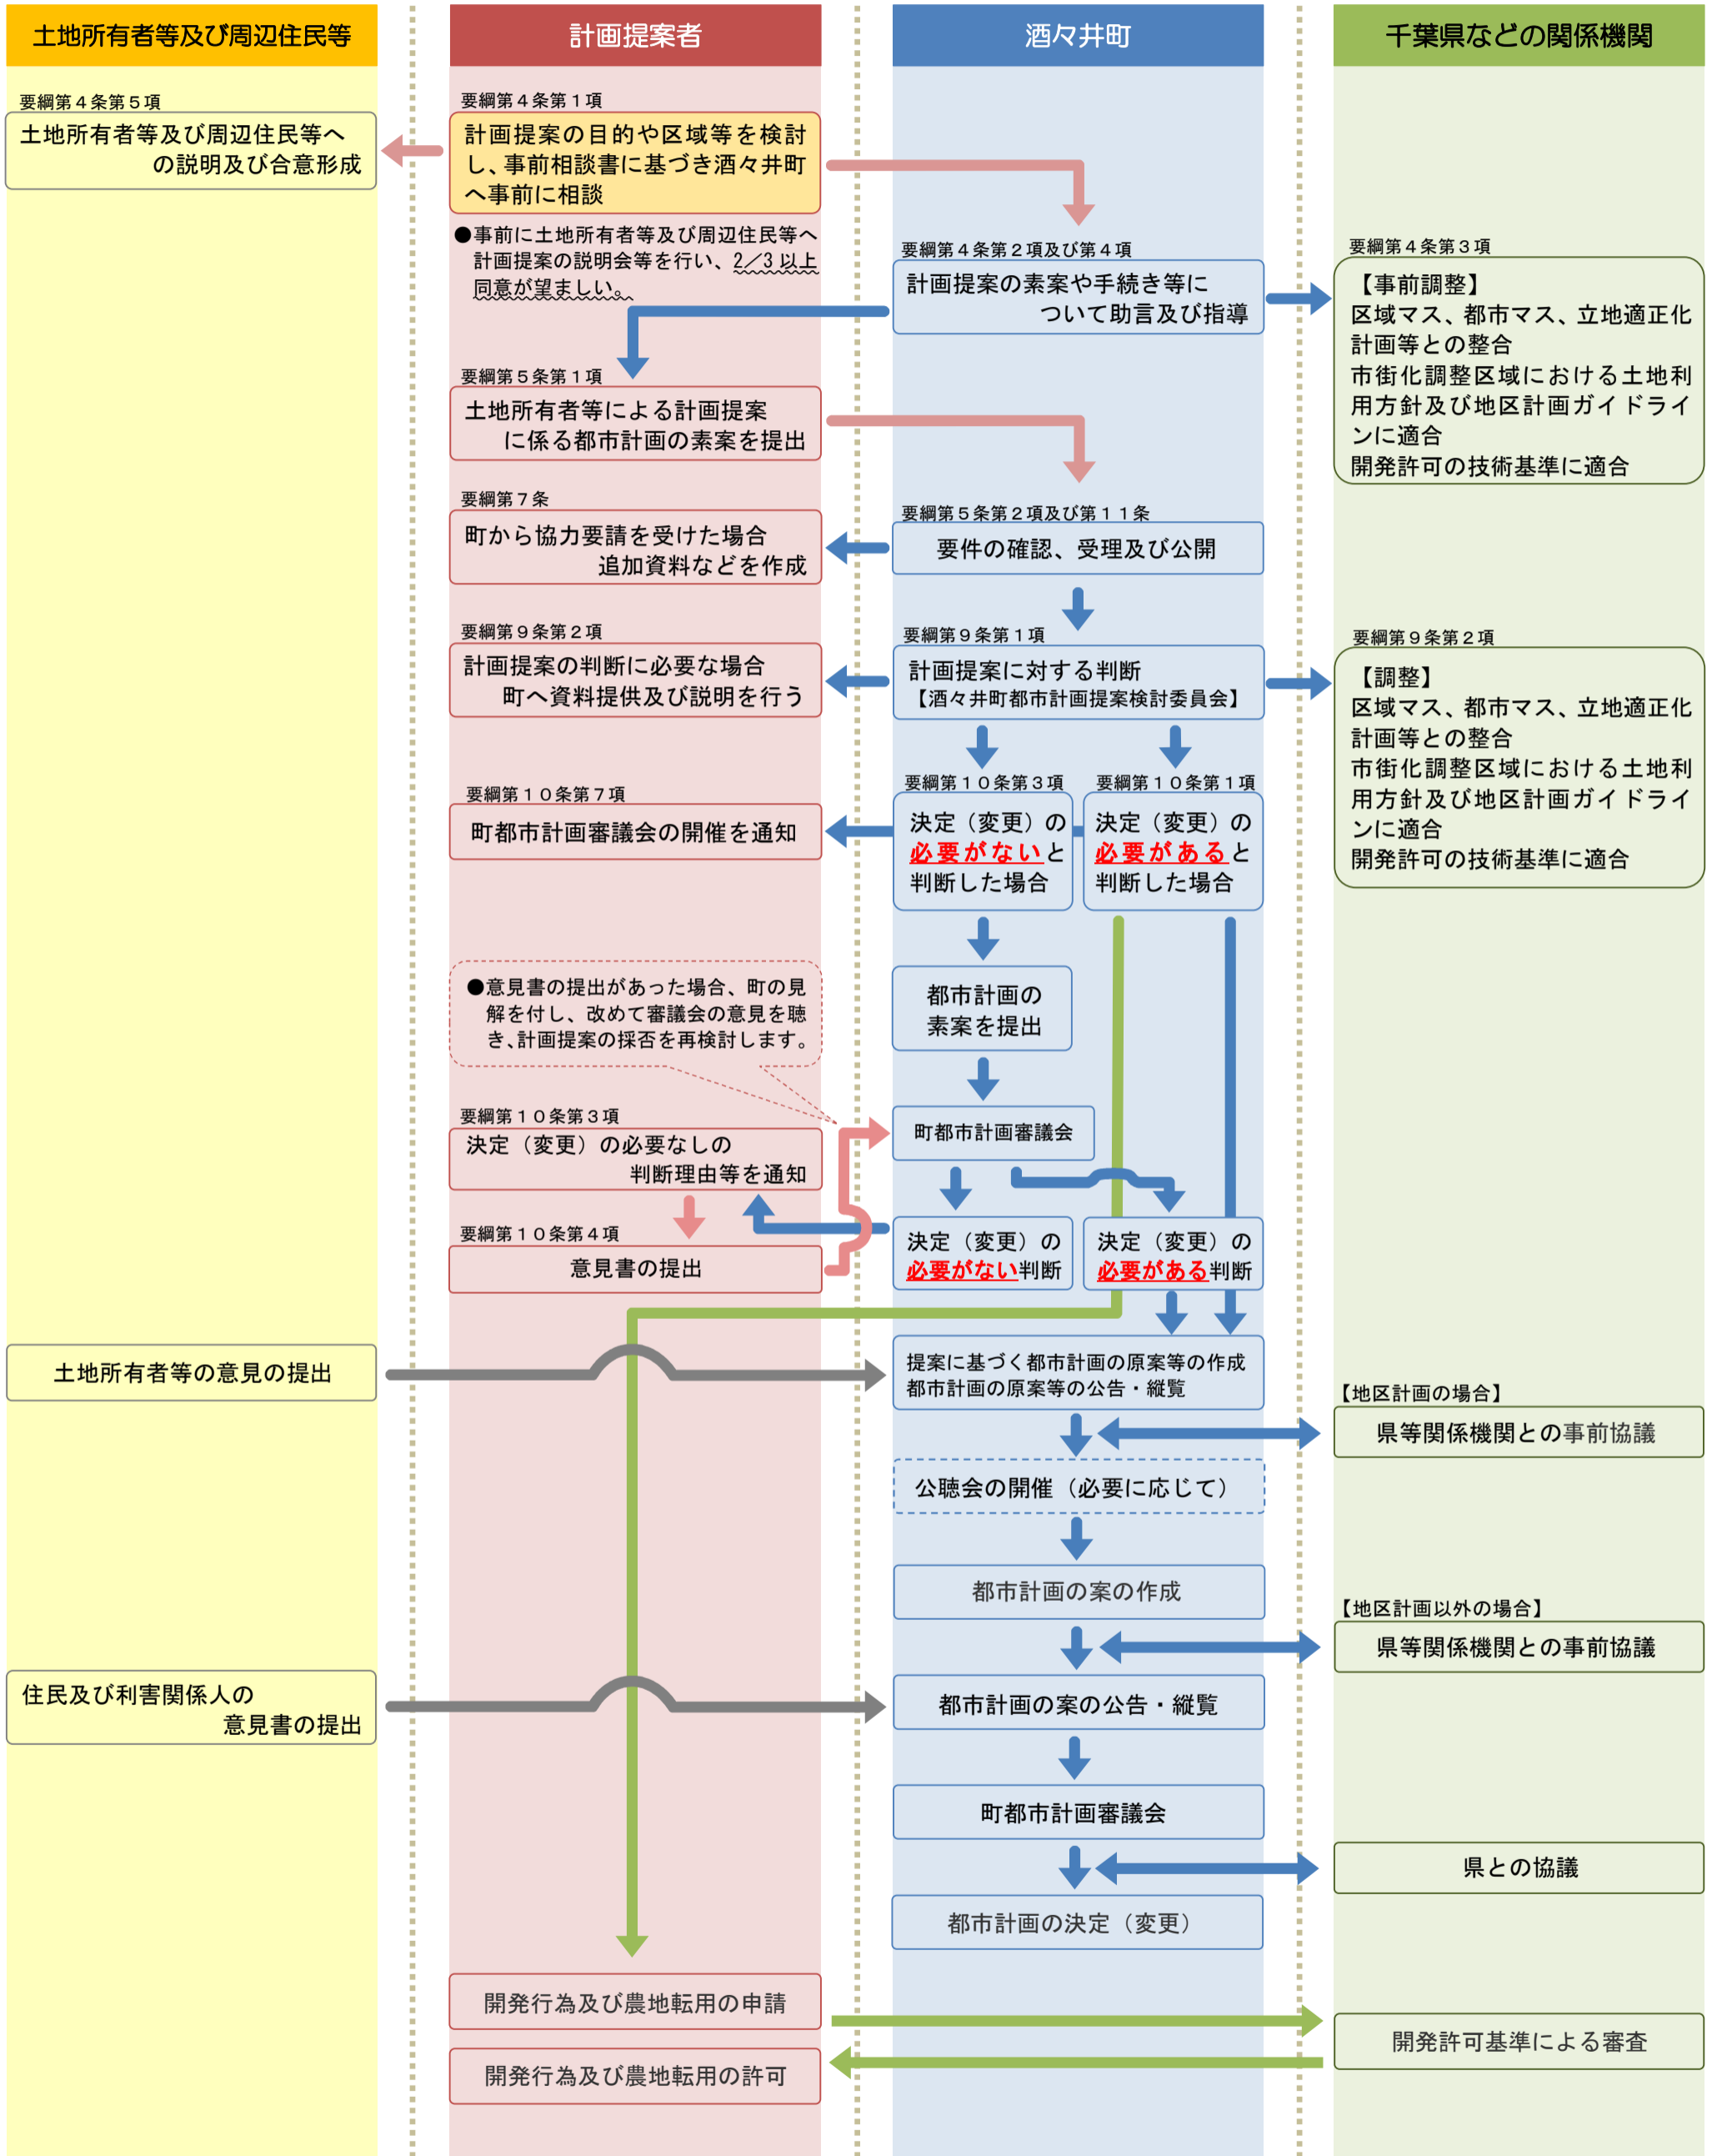 土地所有者等及び周辺住民等
計画提案者
酒々井町
千葉県などの関係機関
要綱第４条第５項
土地所有者等及び周辺住民等へ
の説明及び合意形成
要綱第４条第１項
計画提案の目的や区域等を検討
し、事前相談書に基づき酒々井町
へ事前に相談
●事前に土地所有者等及び周辺住民等へ
計画提案の説明会等を行い、2／3以上
同意が望ましい。
要綱第４条第２項及び第４項
計画提案の素案や手続き等に
ついて助言及び指導
要綱第４条第３項
【事前調整】
区域マス、都市マス、立地適正化
計画等との整合
市街化調整区域における土地利
用方針及び地区計画ガイドライ
ンに適合
開発許可の技術基準に適合
要綱第５条第１項
土地所有者等による計画提案
に係る都市計画の素案を提出
要綱第７条
町から協力要請を受けた場合
追加資料などを作成
要綱第５条第２項及び第１１条
要件の確認、受理及び公開
要綱第９条第２項
計画提案の判断に必要な場合
町へ資料提供及び説明を行う
要綱第９条第１項
計画提案に対する判断
【酒々井町都市計画提案検討委員会】
要綱第９条第２項
【調整】
区域マス、都市マス、立地適正化
計画等との整合
市街化調整区域における土地利
用方針及び地区計画ガイドライ
ンに適合
開発許可の技術基準に適合
要綱第１０条第７項
町都市計画審議会の開催を通知
要綱第１０条第３項
決定（変更）の
必要がないと
判断した場合
要綱第１０条第１項
決定（変更）の
必要があると
判断した場合
●意見書の提出があった場合、町の見
解を付し、改めて審議会の意見を聴
き、計画提案の採否を再検討します。
都市計画の
素案を提出
町都市計画審議会
要綱第１０条第３項
決定（変更）の必要なしの
判断理由等を通知
要綱第１０条第４項
意見書の提出
決定（変更）の
必要がない判断
決定（変更）の
必要がある判断
土地所有者等の意見の提出
提案に基づく都市計画の原案等の作成
都市計画の原案等の公告・縦覧
【地区計画の場合】
県等関係機関との事前協議
公聴会の開催（必要に応じて）
都市計画の案の作成
【地区計画以外の場合】
県等関係機関との事前協議
住民及び利害関係人の
意見書の提出
都市計画の案の公告・縦覧
町都市計画審議会
県との協議
都市計画の決定（変更）
開発行為及び農地転用の申請
開発許可基準による審査
開発行為及び農地転用の許可